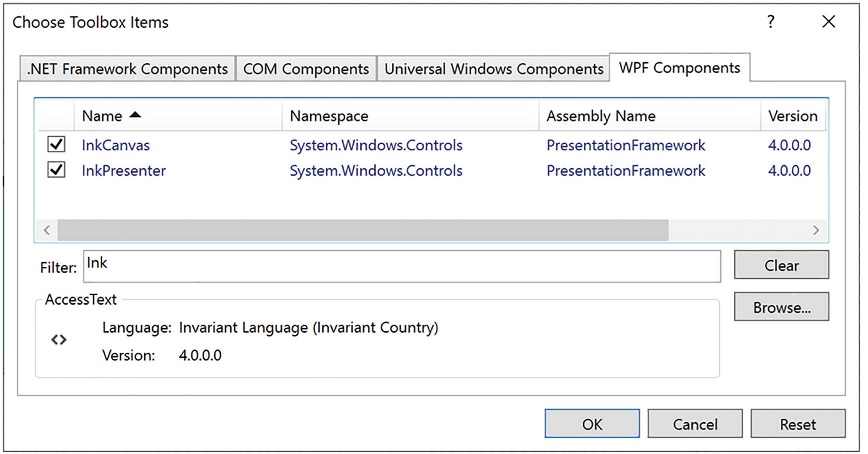 Choose Toolbox Items ?
.NET Framework Components COM Components Universal Windows Components WPF Components
Name Namespace Assembly Name Version
InkCanvas System.Windows.Controls PresentationFramework 4.0.0.0
InkPresenter System.Windows.Controls PresentationFramework 4.0.0.0
Filter: Ink Clear
AccessText Browse...
Language: Invariant Language (Invariant Country)
Version: 4.0.0.0
OK Cancel Reset